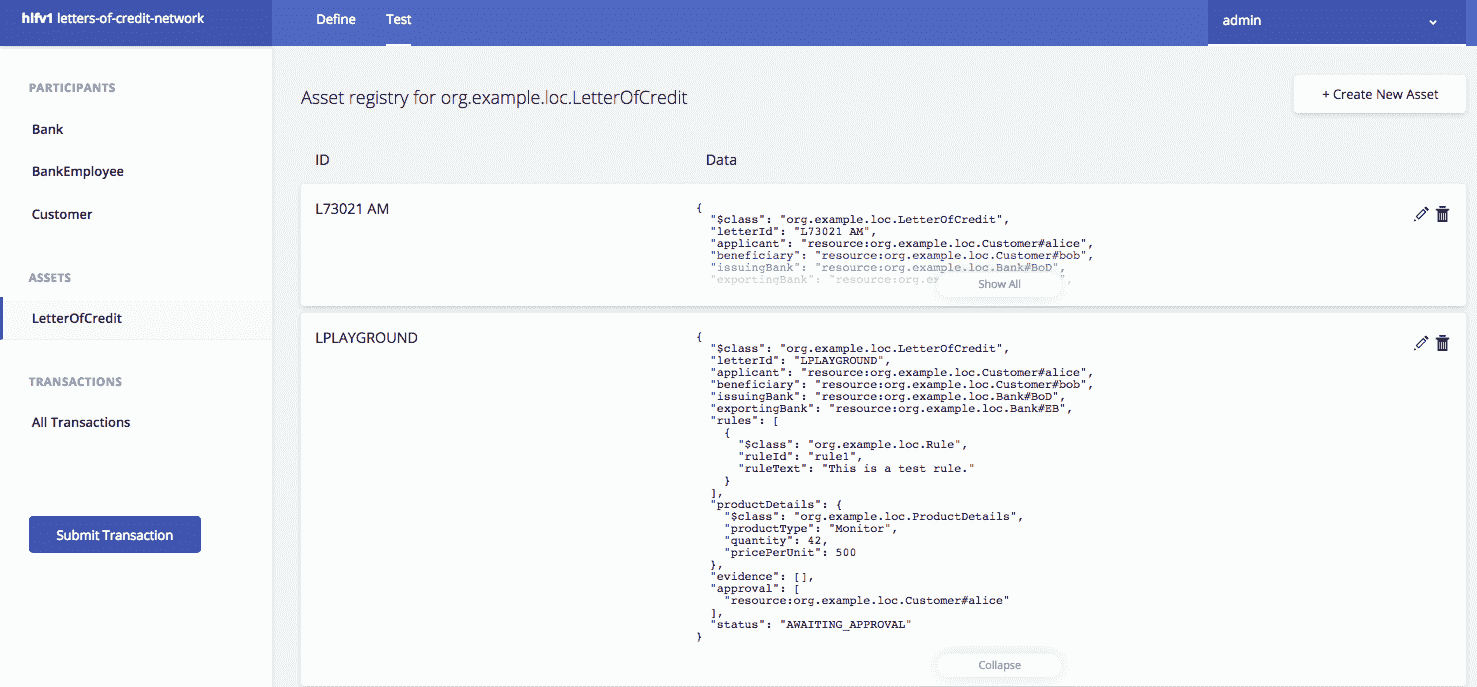 hlfv1 letters-of-credit-network
Define
Test
admin
PARTICIPANTS
Bank
BankEmployee
Customer
ASSETS
LetterOfCredit
TRANSACTIONS
All Transactions
Submit Transaction
Asset registry for org.example.loc.LetterOfCredit
+ Create New Asset
ID
Data
L73021 AM
{
"$class": "org.example.loc.LetterOfCredit",
"letterId": "L73021 AM",
"applicant": "resource:org.example.loc.Customer#alice",
"beneficiary": "resource:org.example.loc.Customer#bob",
"issuingBank": "resource:org.example.loc.Bank#BoD",
"exportingBank": "resource:org.ex
Show All
LPLAYGROUND
{
"$class": "org.example.loc.LetterOfCredit",
"letterId": "LPLAYGROUND",
"applicant": "resource:org.example.loc.Customer#alice",
"beneficiary": "resource:org.example.loc.Customer#bob",
"issuingBank": "resource:org.example.loc.Bank#BoD",
"exportingBank": "resource:org.example.loc.Bank#EB",
"rules": [
{
"$class": "org.example.loc.Rule",
"ruleId": "rule1",
"ruleText": "This is a test rule."
}
],
"productDetails": {
"$class": "org.example.loc.ProductDetails",
"productType": "Monitor",
"quantity": 42,
"pricePerUnit": 500
},
"evidence": [],
"approval": [
"resource:org.example.loc.Customer#alice"
],
"status": "AWAITING_APPROVAL"
}
Collapse